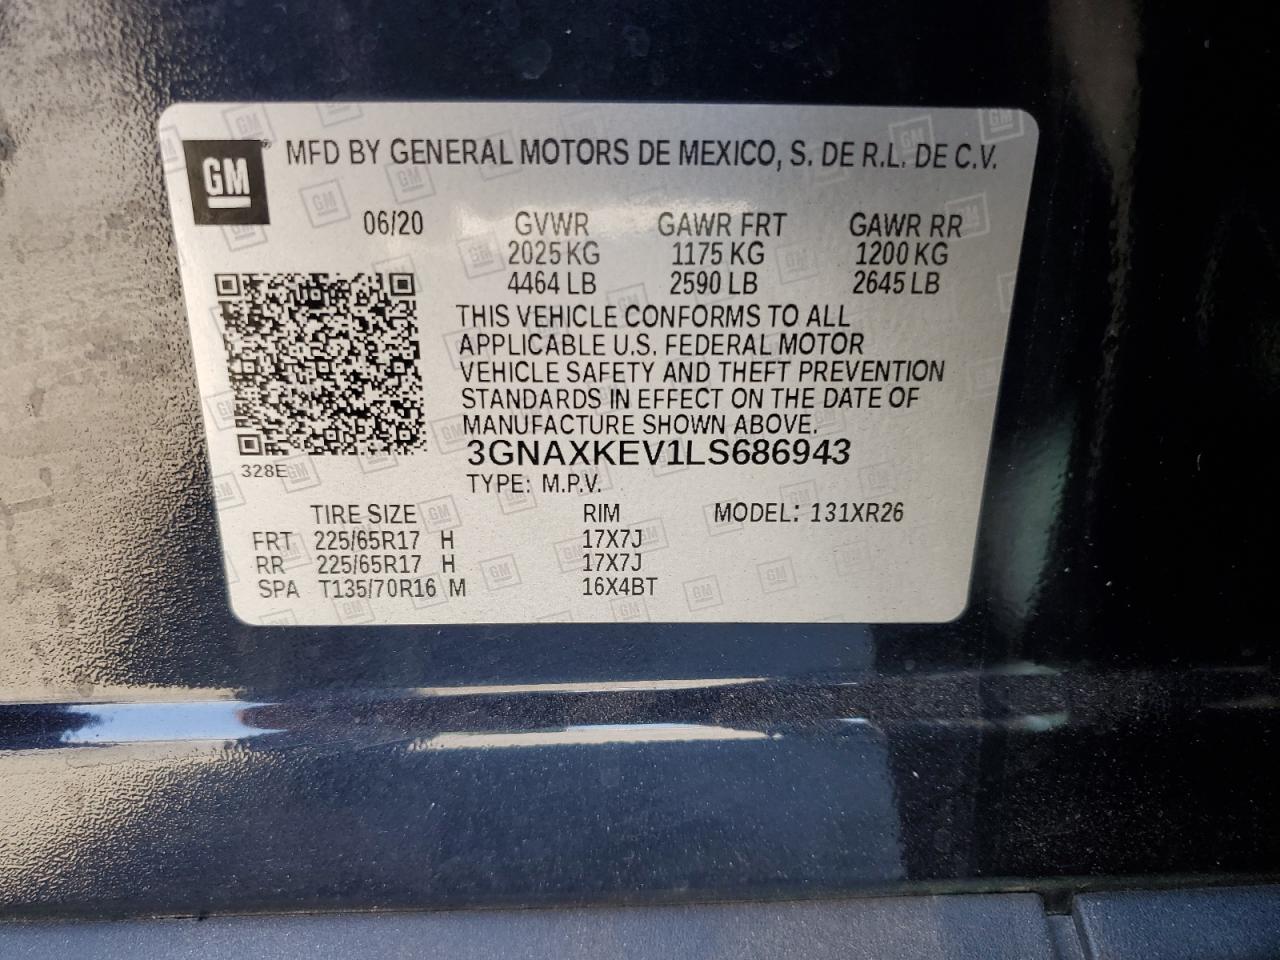 GM MFD BY GENERAL MOTORS DE MEXICO, S. DE R.L. DE C.V.
06/20 GVWR GAWR FRT GAWR RR
2025 KG 1175 KG 1200 KG
4464 LB 2590 LB 2645 LB
THIS VEHICLE CONFORMS TO ALL
APPLICABLE U.S. FEDERAL MOTOR
VEHICLE SAFETY AND THEFT PREVENTION
STANDARDS IN EFFECT ON THE DATE OF
MANUFACTURE SHOWN ABOVE.
3GNAXKEV1LS686943
328E
TYPE: M.P.V.
TIRE SIZE RIM MODEL: 131XR26
FRT 225/65R17 H 17X7J
RR 225/65R17 H 17X7J
SPA T135/70R16 M 16X4BT